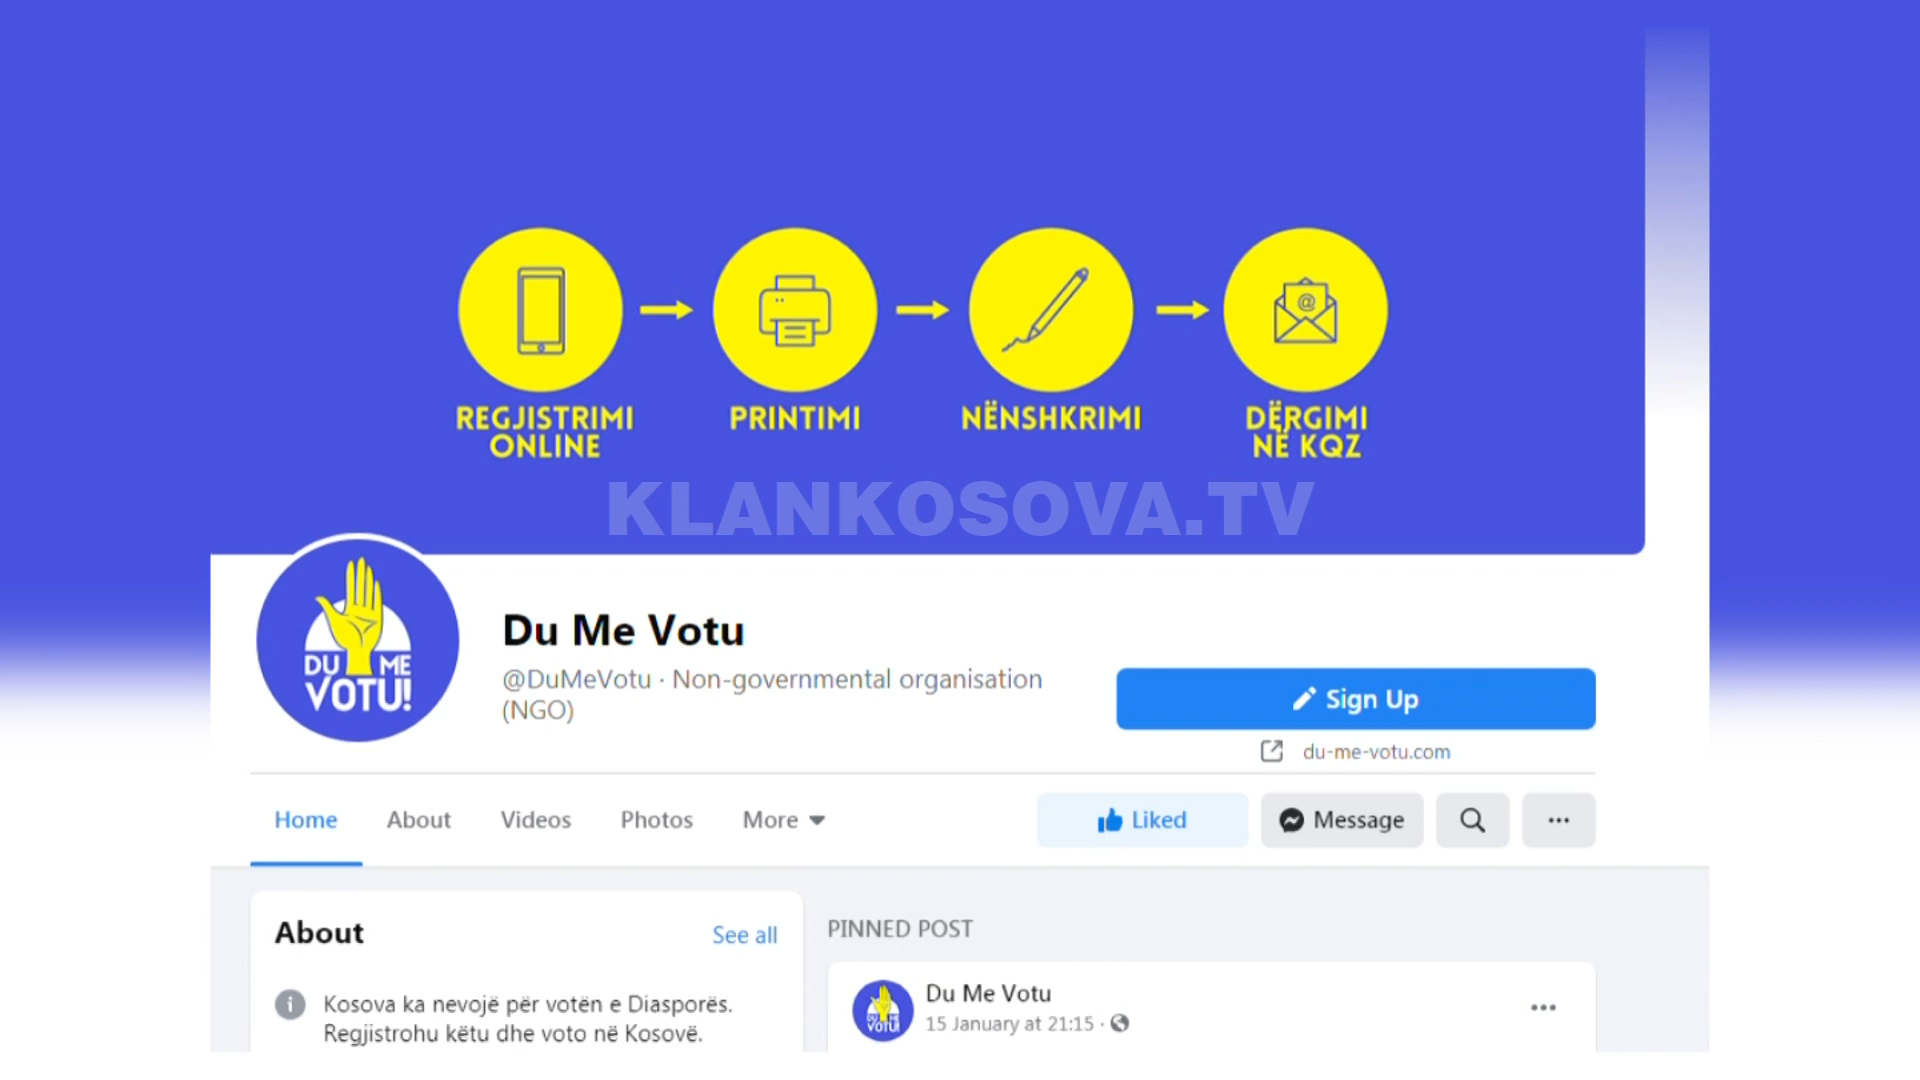 REGJISTRIMI
ONLINE
PRINTIMI
NËNSHKRIMI
DËRGIMI
NË KQZ
KLANKOSOVA.TV
DU ME
VOTU!
Du Me Votu
@DuMeVotu · Non-governmental organisation
(NGO)
Sign Up
du-me-votu.com
Home About Videos Photos More
Liked Message
About
See all
Kosova ka nevojë për votën e Diasporës.
Regjistrohu këtu dhe voto në Kosovë.
PINNED POST
DU ME
VOTU!
Du Me Votu
15 January at 21:15 ·